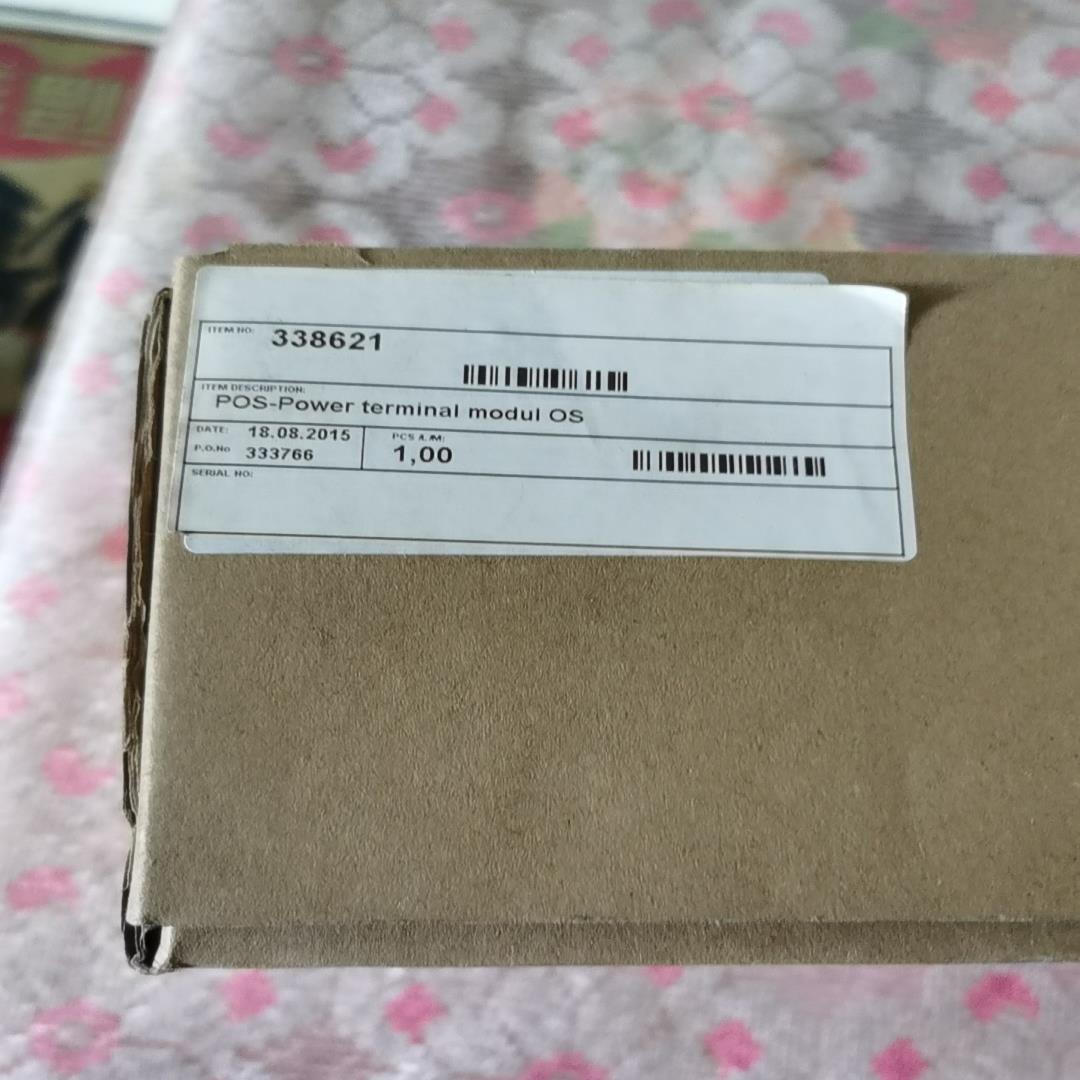 ITEM NO: 338621
ITEM DESCRIPTION:
POS-Power terminal modul OS
DATE: 18.08.2015
PCS /LM:
P.O.No 333766
1,00
SERIAL NO: